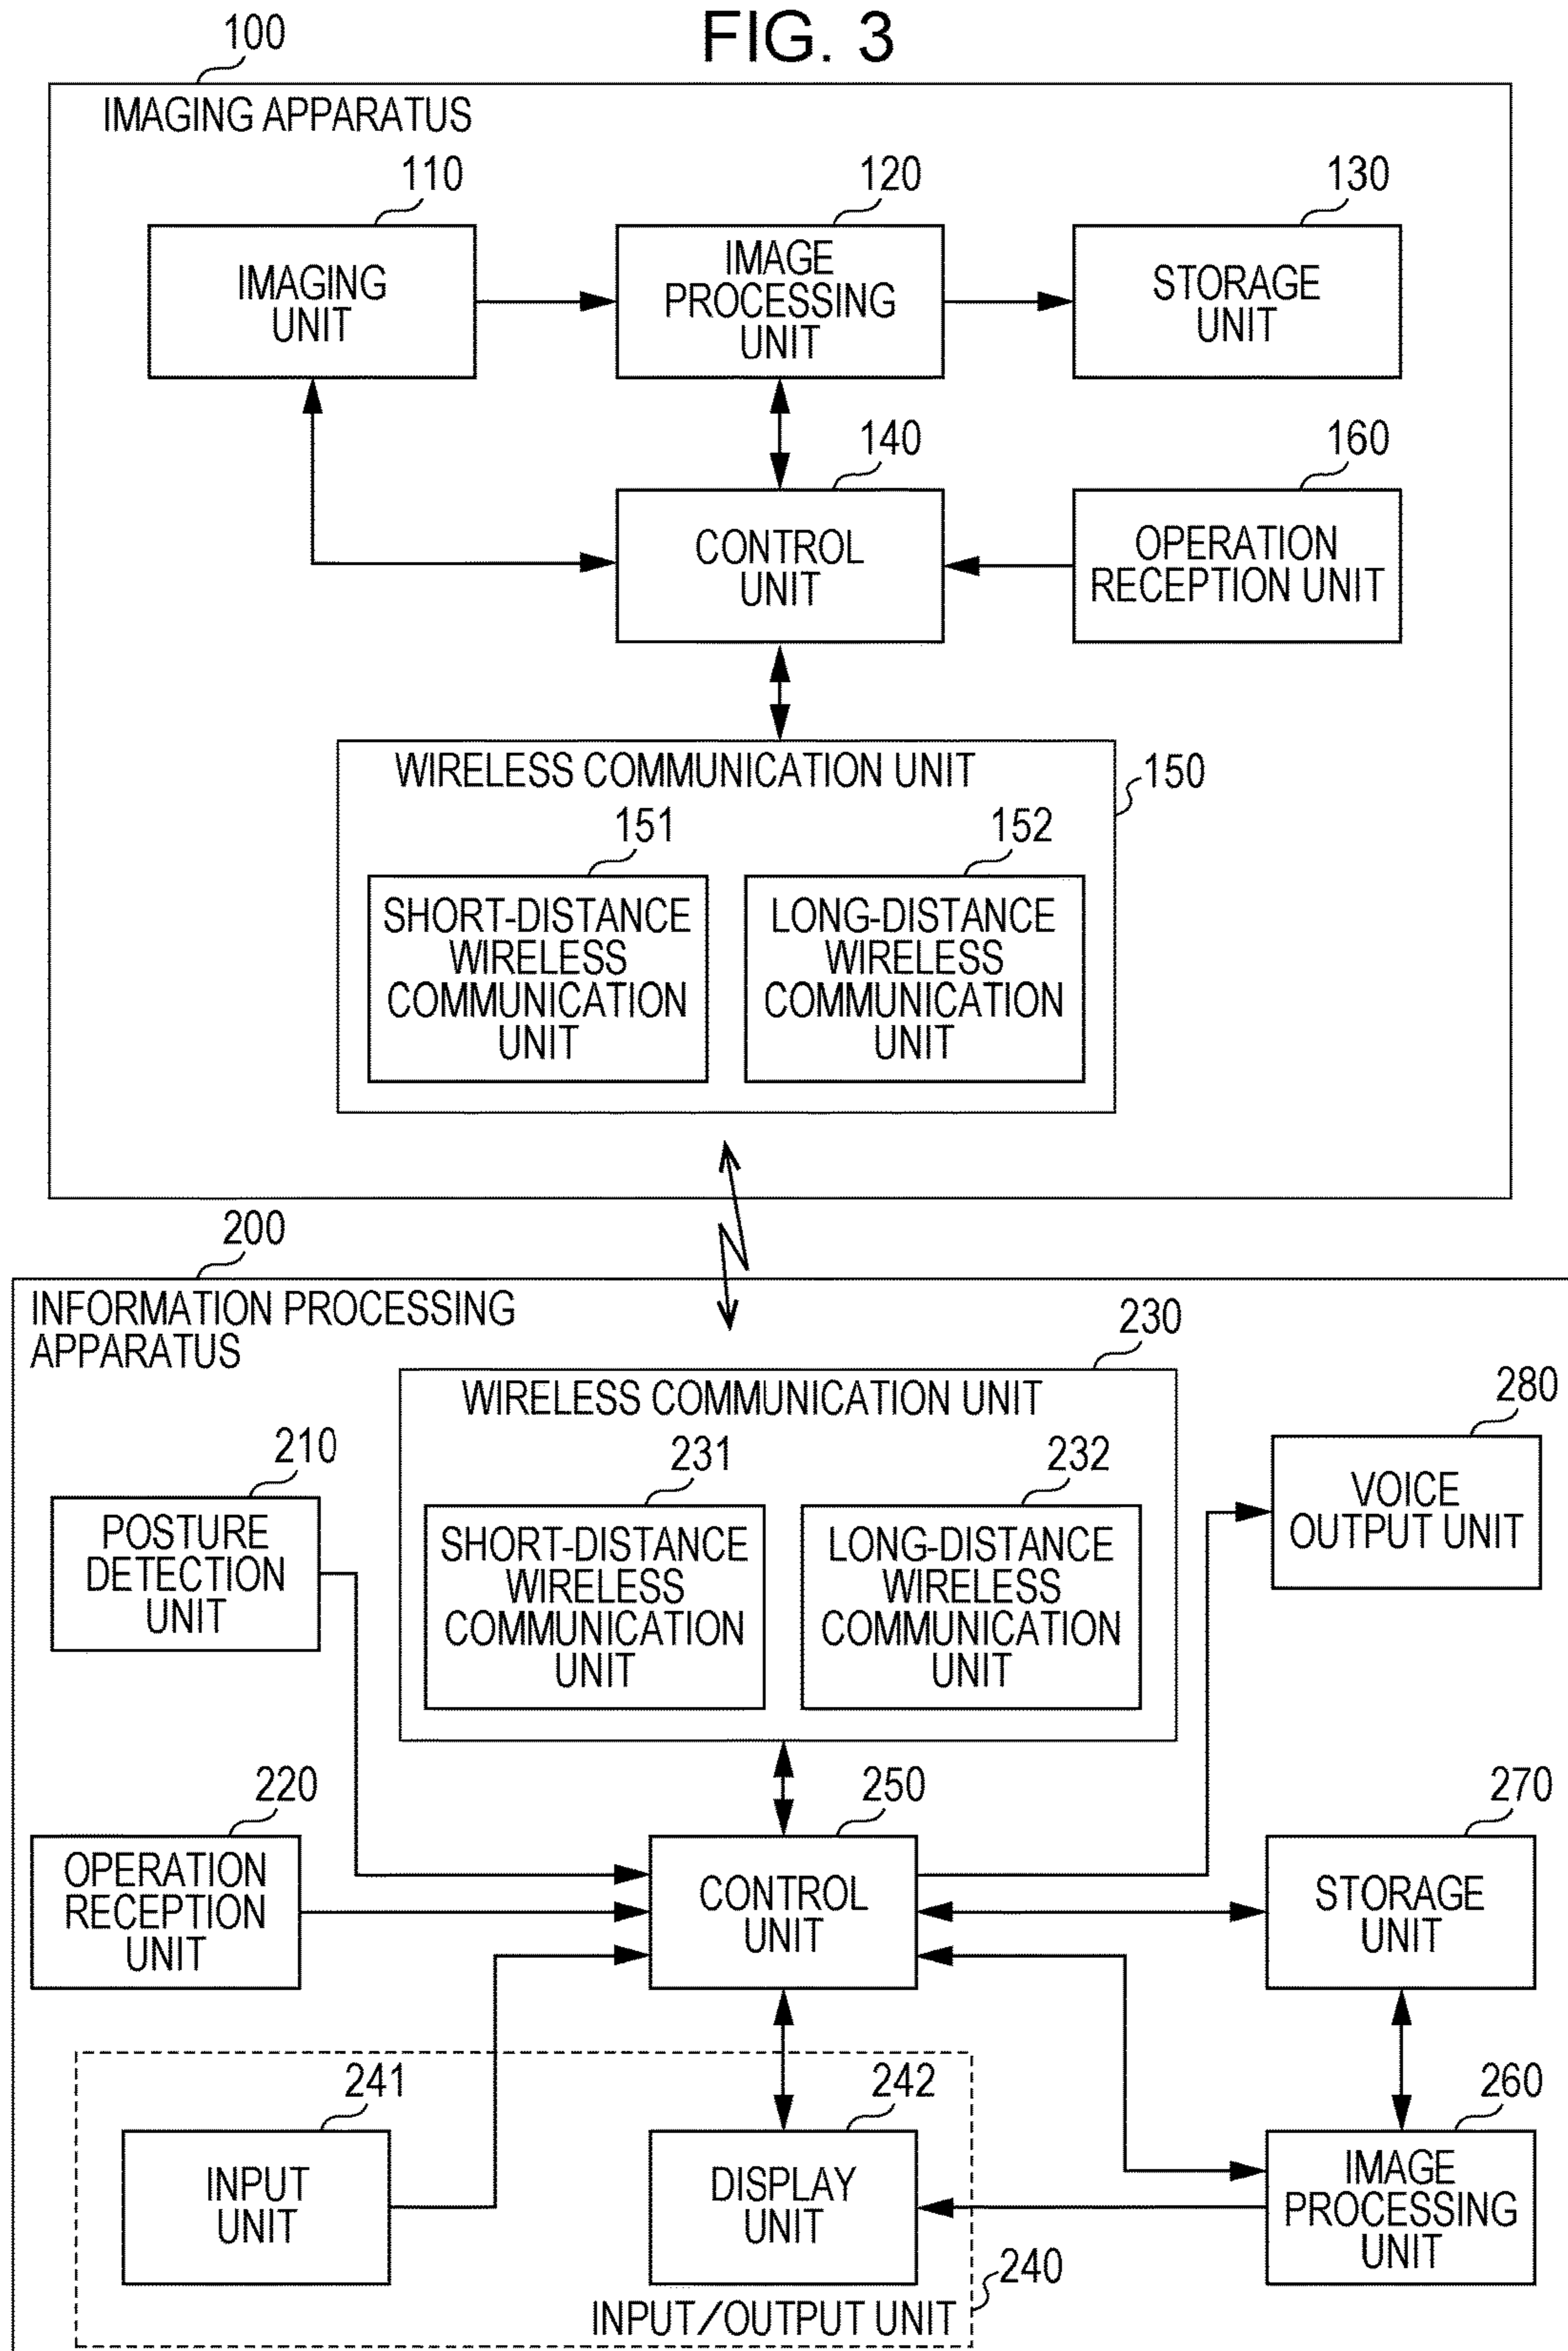 FIG. 3
100
IMAGING APPARATUS
110
120
130
IMAGING
UNIT
IMAGE
PROCESSING
UNIT
STORAGE
UNIT
140
160
CONTROL
UNIT
OPERATION
RECEPTION UNIT
WIRELESS COMMUNICATION UNIT
150
151
152
SHORT-DISTANCE
WIRELESS
COMMUNICATION
UNIT
LONG-DISTANCE
WIRELESS
COMMUNICATION
UNIT
200
INFORMATION PROCESSING
APPARATUS
230
WIRELESS COMMUNICATION UNIT
280
210
231
232
VOICE
OUTPUT UNIT
POSTURE
DETECTION
UNIT
SHORT-DISTANCE
WIRELESS
COMMUNICATION
UNIT
LONG-DISTANCE
WIRELESS
COMMUNICATION
UNIT
220
250
270
OPERATION
RECEPTION
UNIT
CONTROL
UNIT
STORAGE
UNIT
241
242
260
INPUT
UNIT
DISPLAY
UNIT
IMAGE
PROCESSING
UNIT
240
INPUT/OUTPUT UNIT